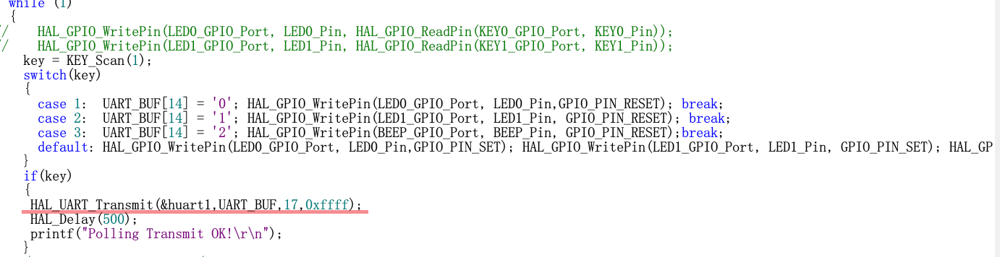 while (1)
{
//    HAL_GPIO_WritePin(LED0_GPIO_Port, LED0_Pin, HAL_GPIO_ReadPin(KEY0_GPIO_Port, KEY0_Pin));
//    HAL_GPIO_WritePin(LED1_GPIO_Port, LED1_Pin, HAL_GPIO_ReadPin(KEY1_GPIO_Port, KEY1_Pin));
key = KEY_Scan(1);
switch(key)
{
case 1:  UART_BUF[14] = '0'; HAL_GPIO_WritePin(LED0_GPIO_Port, LED0_Pin,GPIO_PIN_RESET); break;
case 2:  UART_BUF[14] = '1'; HAL_GPIO_WritePin(LED1_GPIO_Port, LED1_Pin, GPIO_PIN_RESET); break;
case 3:  UART_BUF[14] = '2'; HAL_GPIO_WritePin(BEEP_GPIO_Port, BEEP_Pin, GPIO_PIN_RESET);break;
default: HAL_GPIO_WritePin(LED0_GPIO_Port, LED0_Pin,GPIO_PIN_SET); HAL_GPIO_WritePin(LED1_GPIO_Port, LED1_Pin, GPIO_PIN_SET); HAL_GP
}
if(key)
{
HAL_UART_Transmit(&huart1,UART_BUF,17,0xffff);
HAL_Delay(500);
printf("Polling Transmit OK!\r\n");
}